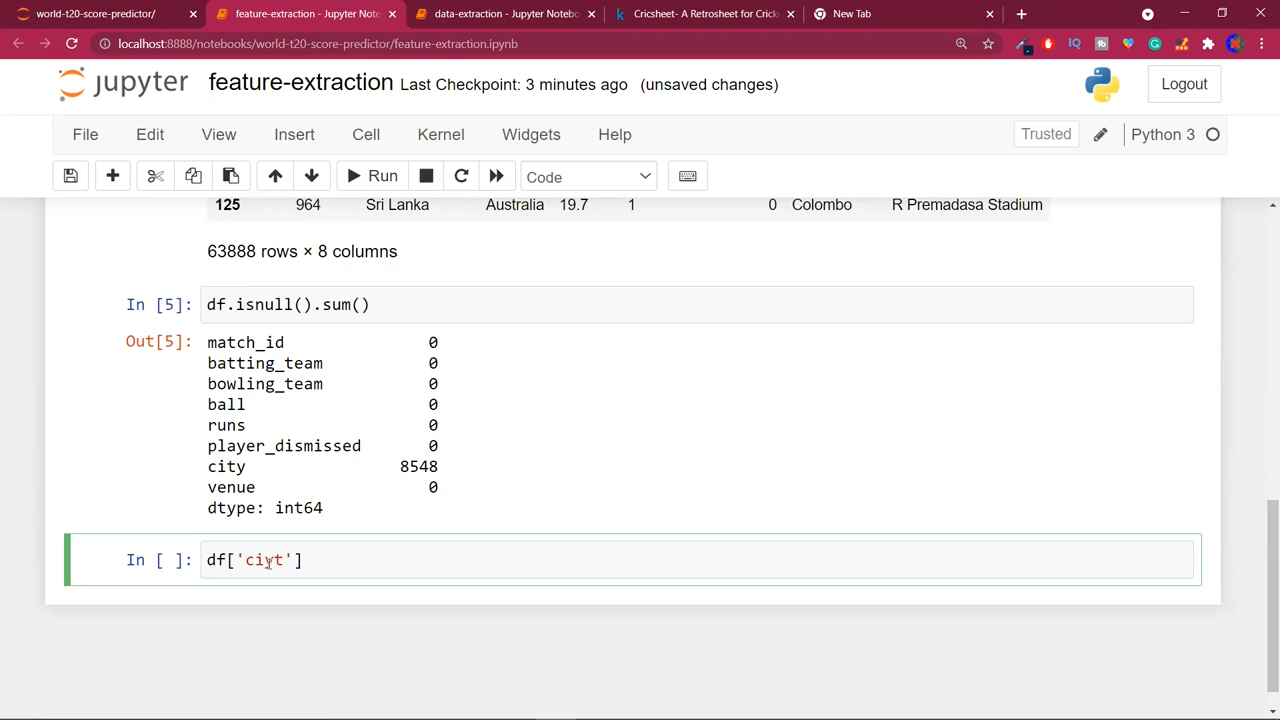 world-t20-score-predictor/
feature-extraction - Jupyter Note
data-extraction - Jupyter Notebo
Cricsheet- A Retrosheet for Crick
New Tab
localhost:8888/notebooks/world-t20-score-predictor/feature-extraction.ipynb
jupyter feature-extraction Last Checkpoint: 3 minutes ago (unsaved changes)
Logout
File Edit View Insert Cell Kernel Widgets Help
Trusted Python 3
Run Code
125 964 Sri Lanka Australia 19.7 1 0 Colombo R Premadasa Stadium
63888 rows × 8 columns
In [5]: df.isnull().sum()
Out[5]: match_id 0
batting_team 0
bowling_team 0
ball 0
runs 0
player_dismissed 0
city 8548
venue 0
dtype: int64
In [ ]: df['ciyt']